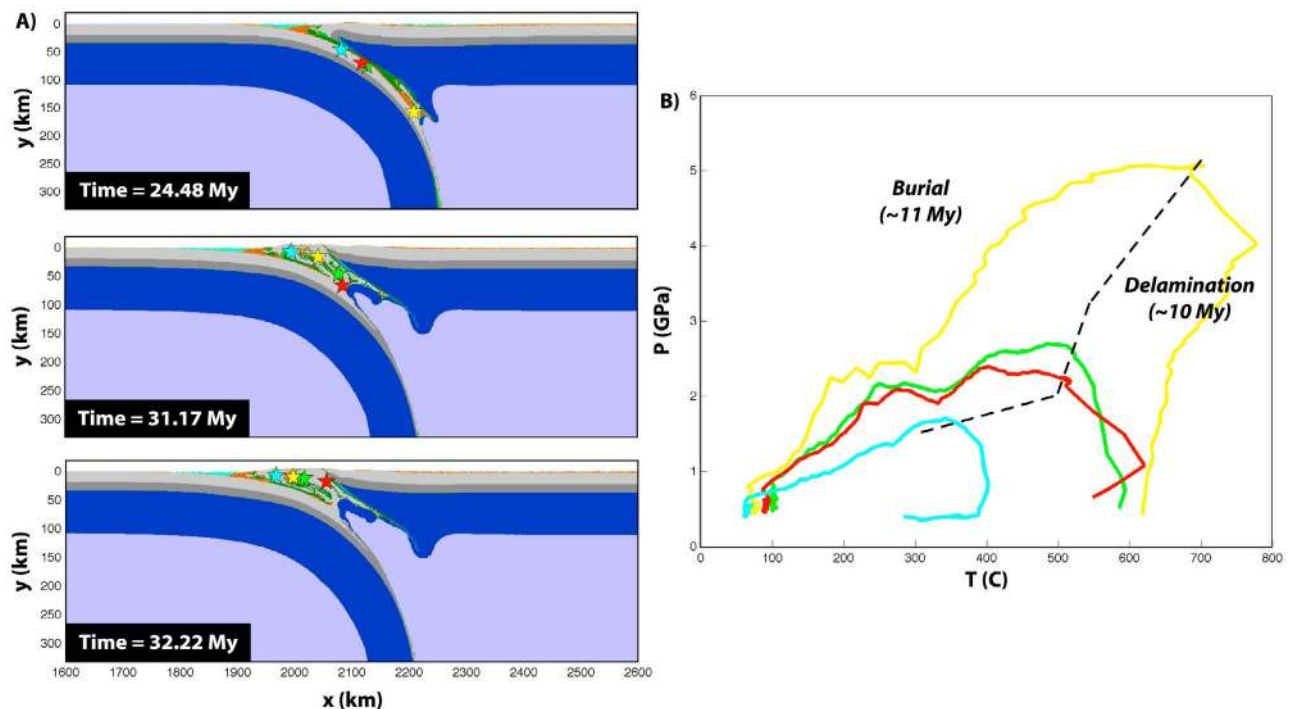 A)
0
50
100
150
200
250
300
y (km)
Time = 24.48 My
0
50
100
150
200
250
300
y (km)
Time = 31.17 My
0
50
100
150
200
250
300
y (km)
Time = 32.22 My
1600 1700 1800 1900 2000 2100 2200 2300 2400 2500 2600
x (km)
B)
6
5
4
3
2
1
0
P (GPa)
Burial
(~11 My)
Delamination
(~10 My)
0 100 200 300 400 500 600 700 800
T (C)